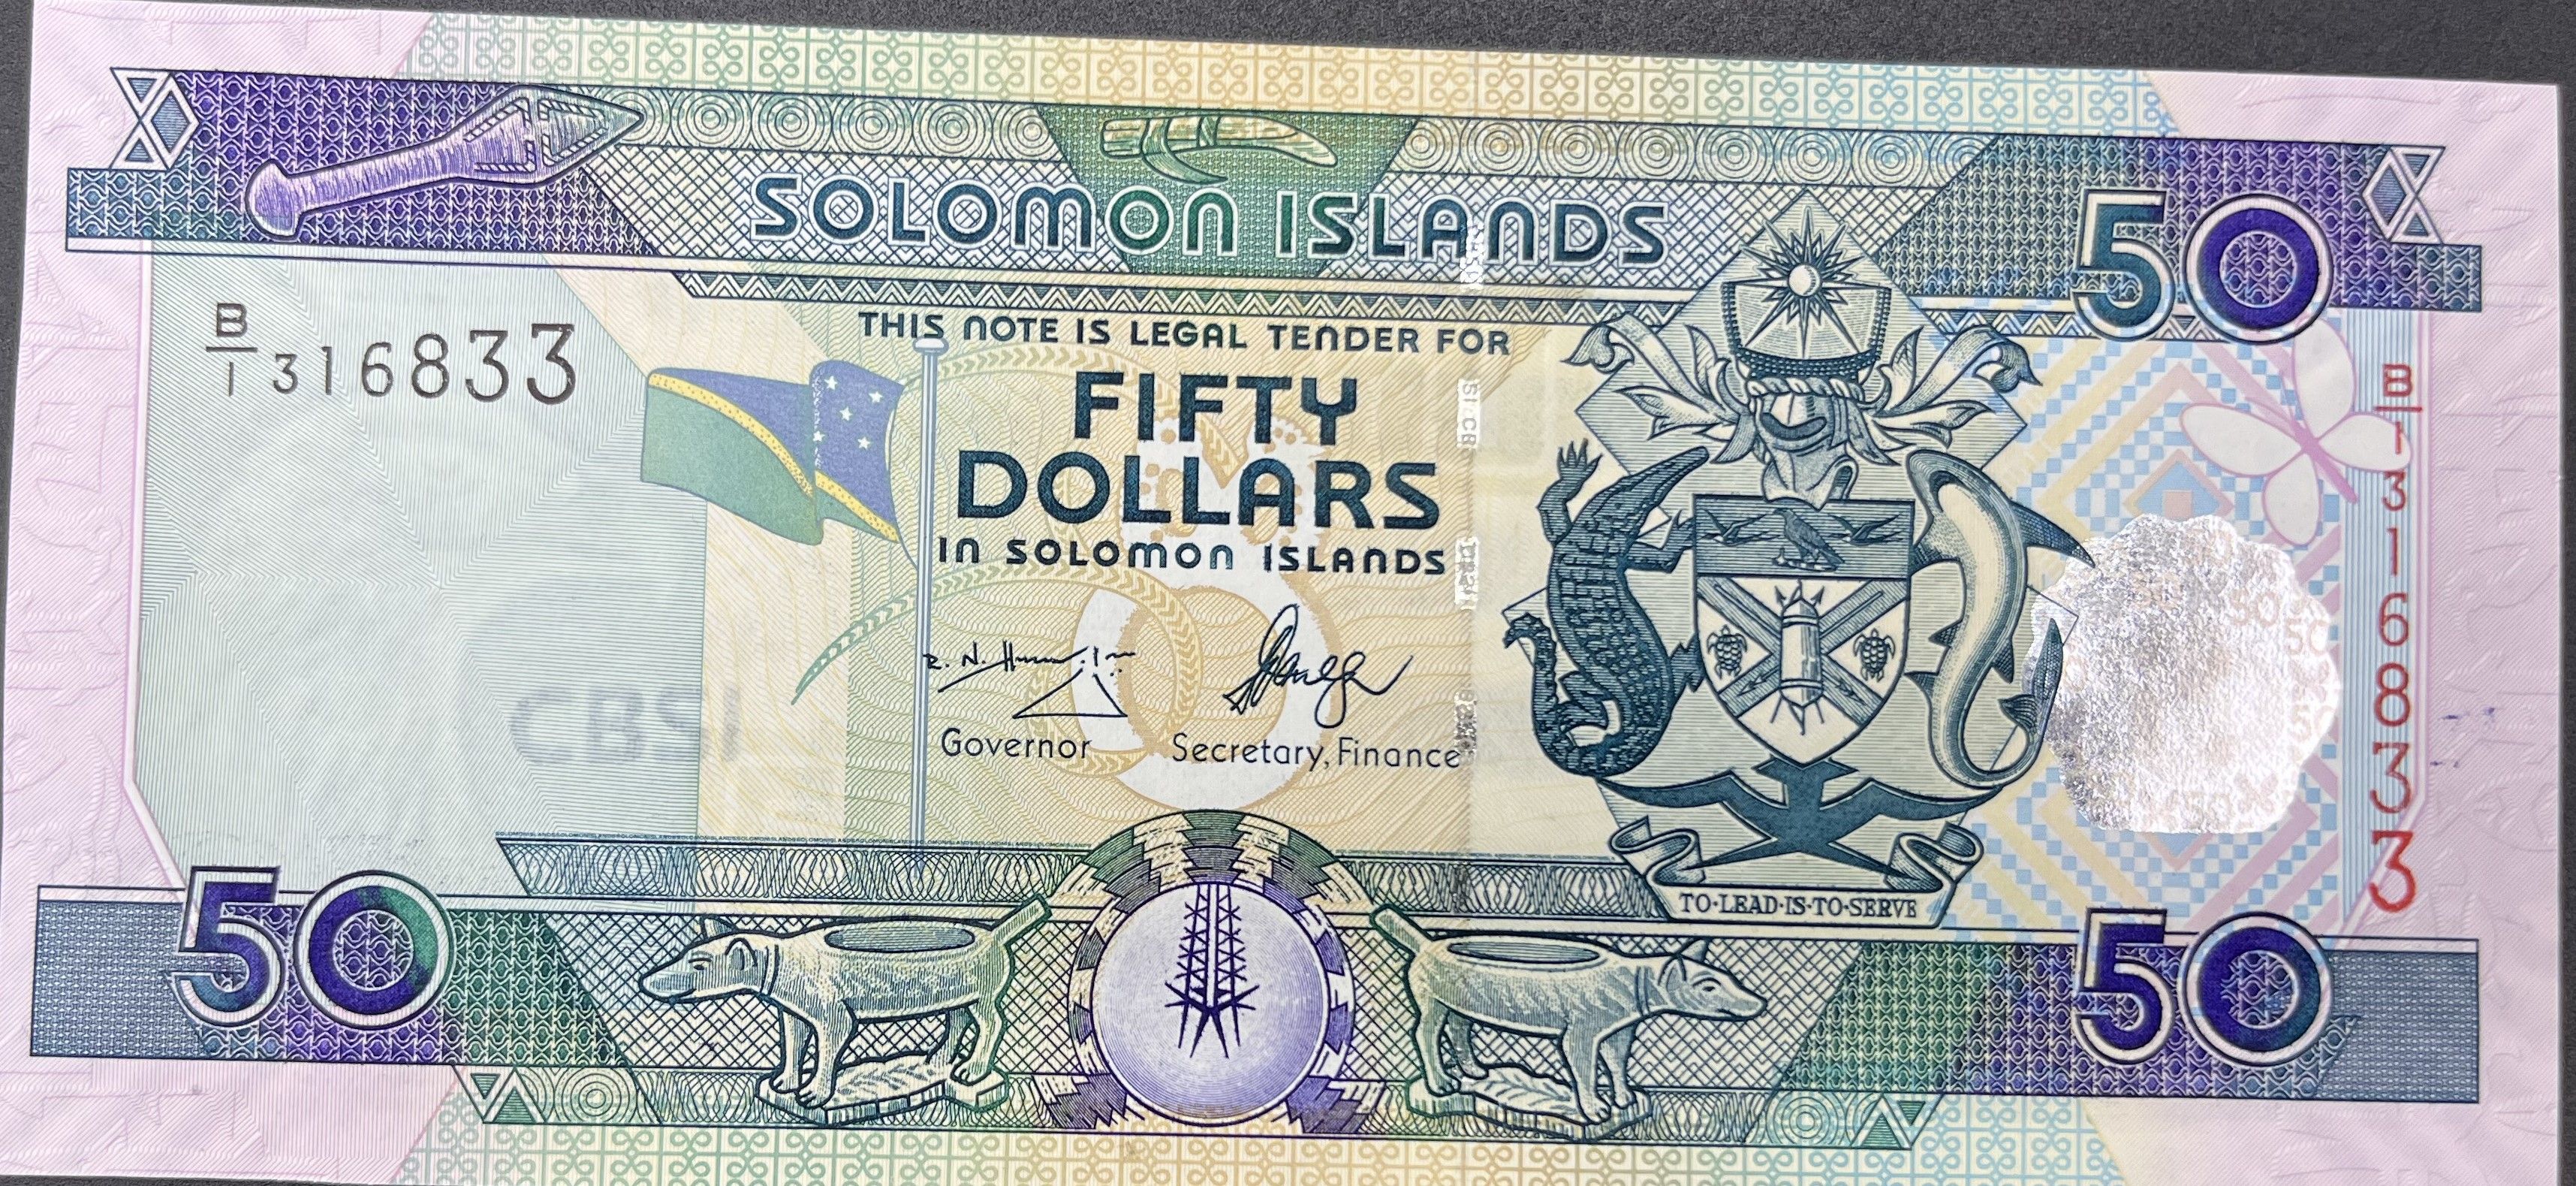 SOLOMON ISLANDS
50
B/1 316833
THIS NOTE IS LEGAL TENDER FOR
FIFTY
DOLLARS
IN SOLOMON ISLANDS
B/1 316833
CBSI
Governor
Secretary, Finance
TO·LEAD·IS·TO·SERVE
50
50